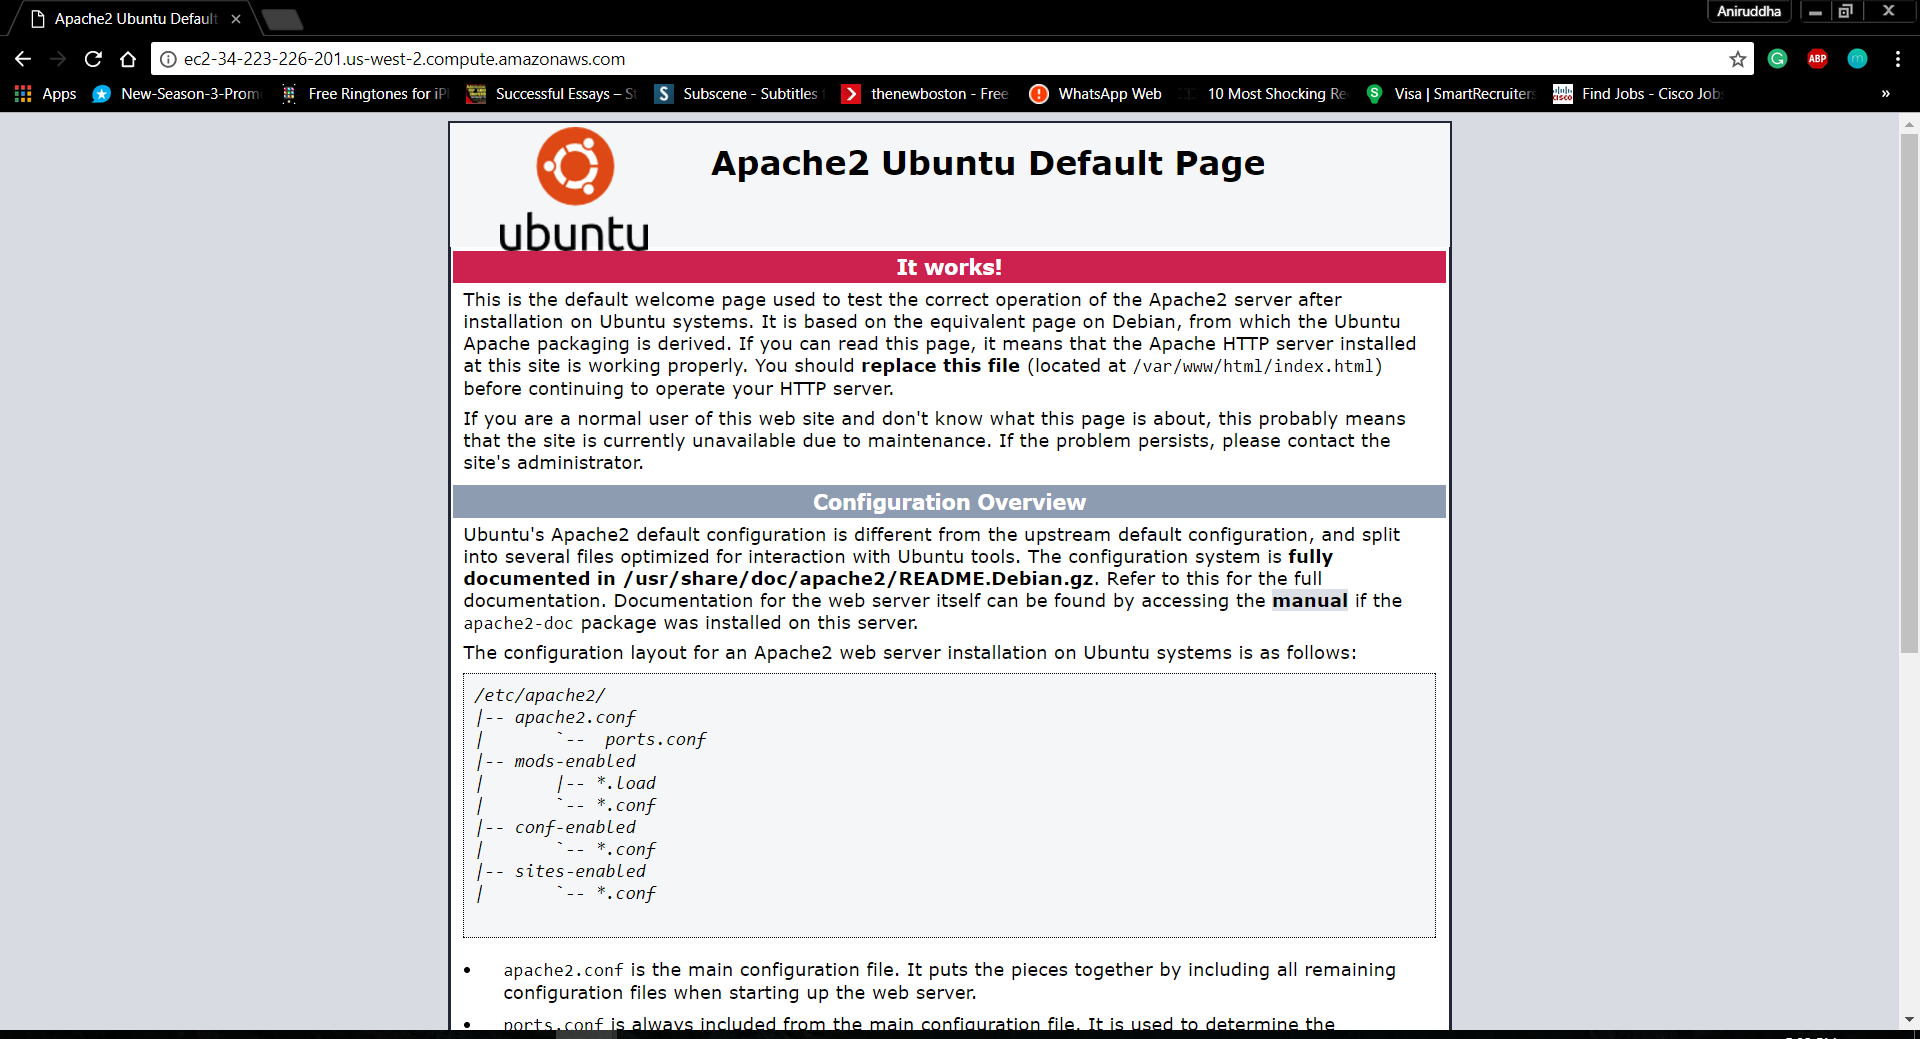 Apache2 Ubuntu Default
Aniruddha
ec2-34-223-226-201.us-west-2.compute.amazonaws.com
G
ABP
m
Apps
New-Season-3-Prom
Free Ringtones for iP
Successful Essays – St
S
Subscene - Subtitles
thenewboston - Free
WhatsApp Web
10 Most Shocking Re
S
Visa | SmartRecruiters
CISCO
Find Jobs - Cisco Job
»
ubuntu
Apache2 Ubuntu Default Page
It works!
This is the default welcome page used to test the correct operation of the Apache2 server after
installation on Ubuntu systems. It is based on the equivalent page on Debian, from which the Ubuntu
Apache packaging is derived. If you can read this page, it means that the Apache HTTP server installed
at this site is working properly. You should replace this file (located at /var/www/html/index.html)
before continuing to operate your HTTP server.
If you are a normal user of this web site and don't know what this page is about, this probably means
that the site is currently unavailable due to maintenance. If the problem persists, please contact the
site's administrator.
Configuration Overview
Ubuntu's Apache2 default configuration is different from the upstream default configuration, and split
into several files optimized for interaction with Ubuntu tools. The configuration system is fully
documented in /usr/share/doc/apache2/README.Debian.gz. Refer to this for the full
documentation. Documentation for the web server itself can be found by accessing the manual if the
apache2-doc package was installed on this server.
The configuration layout for an Apache2 web server installation on Ubuntu systems is as follows:
/etc/apache2/
|-- apache2.conf
|       `--  ports.conf
|-- mods-enabled
|       |-- *.load
|       `-- *.conf
|-- conf-enabled
|       `-- *.conf
|-- sites-enabled
|       `-- *.conf
• apache2.conf is the main configuration file. It puts the pieces together by including all remaining
configuration files when starting up the web server.
• ports.conf is always included from the main configuration file. It is used to determine the